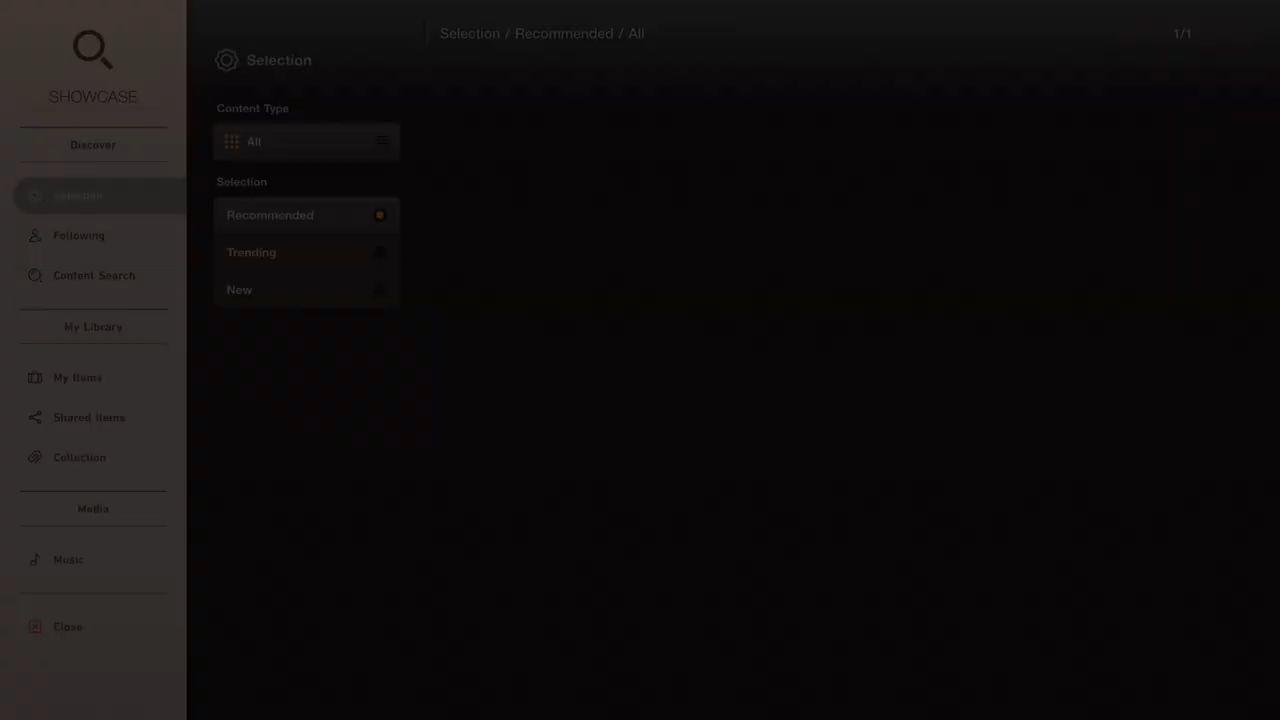 SHOWCASE
Discover
Selection
Following
Content Search
My Library
My Items
Shared Items
Collection
Media
Music
Close
Selection / Recommended / All
1/1
Selection
Content Type
All
Selection
Recommended
Trending
New